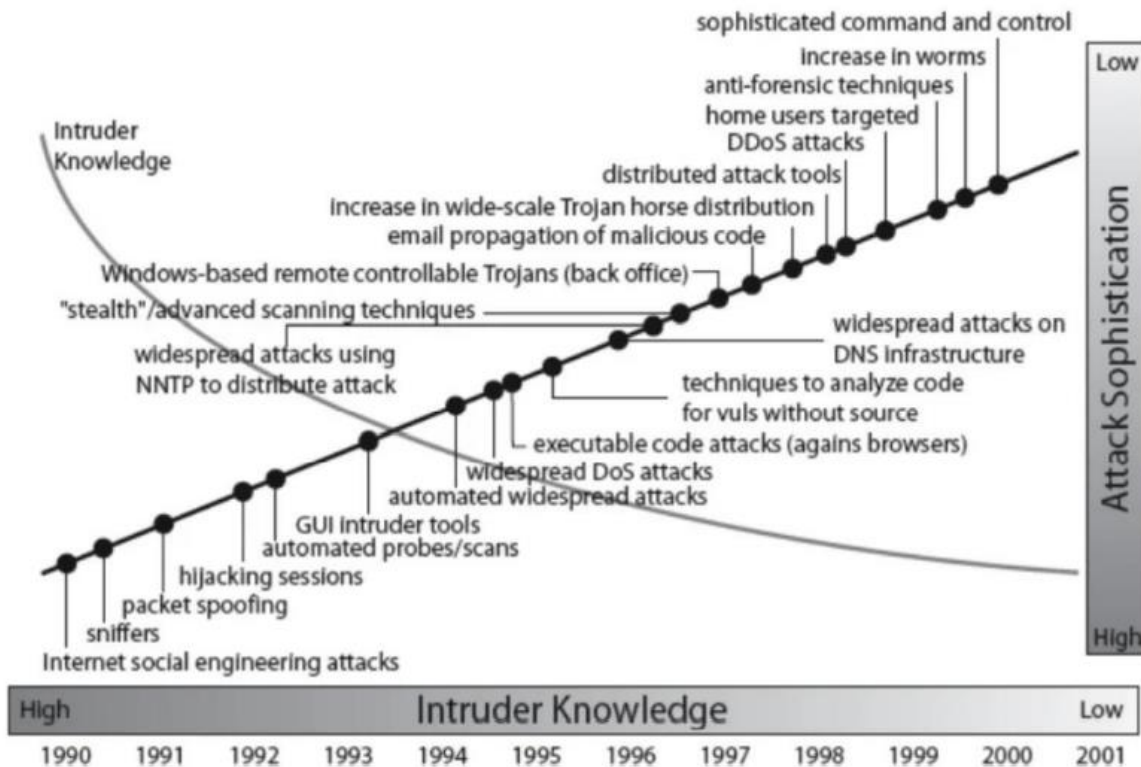 sophisticated command and control
increase in worms
anti-forensic techniques
home users targeted
DDoS attacks
distributed attack tools
increase in wide-scale Trojan horse distribution
email propagation of malicious code
Windows-based remote controllable Trojans (back office)
"stealth"/advanced scanning techniques
widespread attacks using
NNTP to distribute attack
Intruder
Knowledge
widespread attacks on
DNS infrastructure
techniques to analyze code
for vuls without source
executable code attacks (agains browsers)
widespread DoS attacks
automated widespread attacks
GUI intruder tools
automated probes/scans
hijacking sessions
packet spoofing
sniffers
Internet social engineering attacks
Low
Attack Sophistication
High
High Intruder Knowledge Low
1990 1991 1992 1993 1994 1995 1996 1997 1998 1999 2000 2001